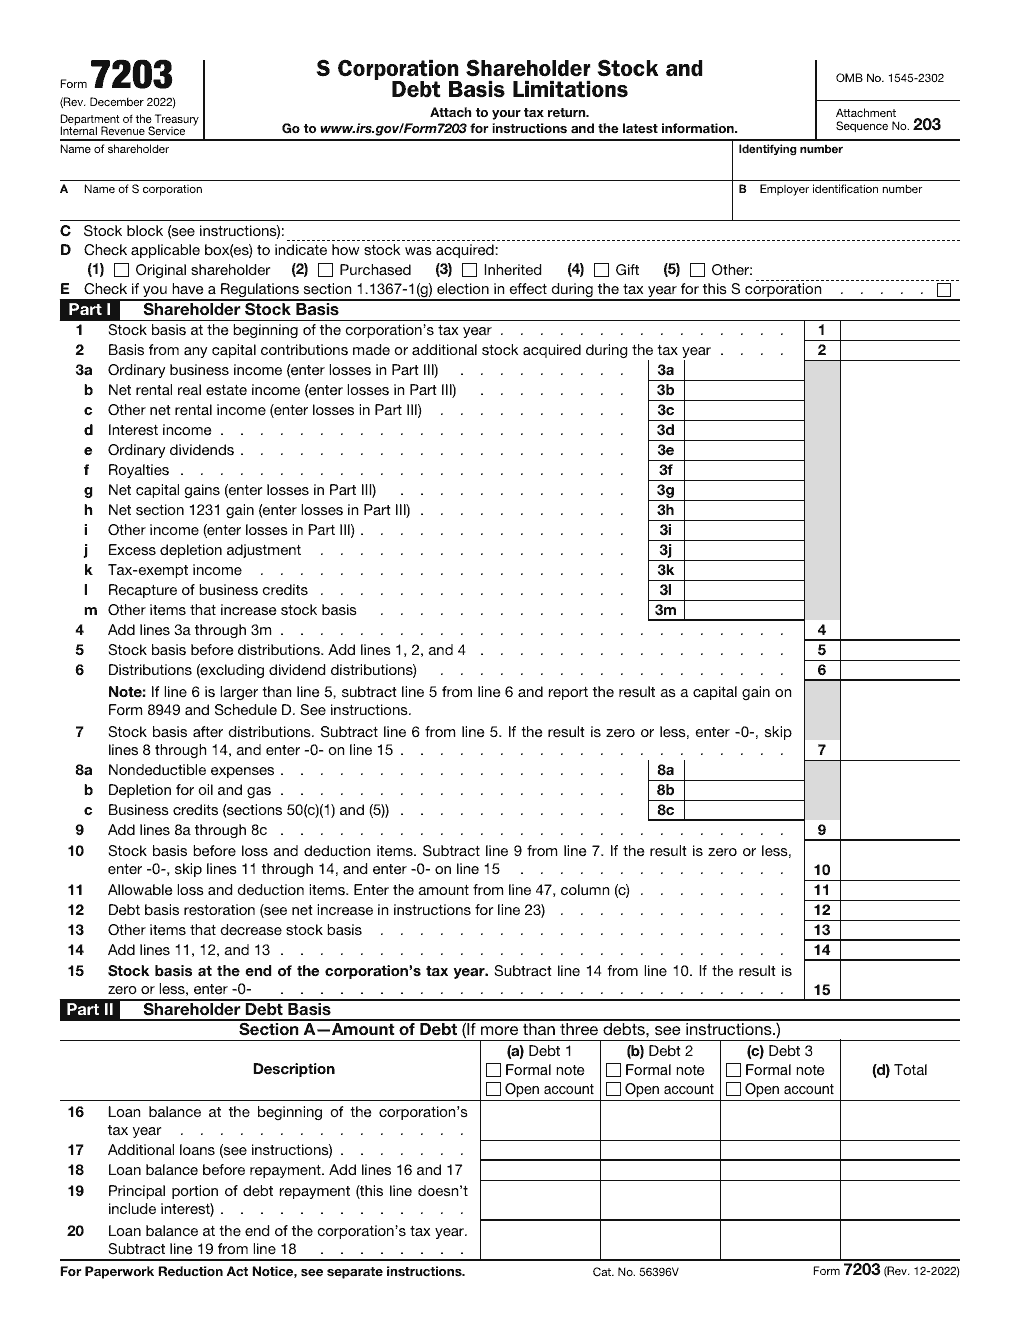 Form 7203
(Rev. December 2022)
Department of the Treasury
Internal Revenue Service
S Corporation Shareholder Stock and
Debt Basis Limitations
Attach to your tax return.
Go to www.irs.gov/Form7203 for instructions and the latest information.
OMB No. 1545-2302
Attachment
Sequence No. 203
Name of shareholder
Identifying number
A Name of S corporation
B Employer identification number
C Stock block (see instructions):
D Check applicable box(es) to indicate how stock was acquired:
(1) Original shareholder (2) Purchased (3) Inherited (4) Gift (5) Other:
E Check if you have a Regulations section 1.1367-1(g) election in effect during the tax year for this S corporation . . . . .
Part I Shareholder Stock Basis
1 Stock basis at the beginning of the corporation's tax year . . . . . . . . . . . . . . . 1
2 Basis from any capital contributions made or additional stock acquired during the tax year . . . . 2
3a Ordinary business income (enter losses in Part III) . . . . . . . . . 3a
b Net rental real estate income (enter losses in Part III) . . . . . . . . 3b
c Other net rental income (enter losses in Part III) . . . . . . . . . . 3c
d Interest income . . . . . . . . . . . . . . . . . . . . . 3d
e Ordinary dividends . . . . . . . . . . . . . . . . . . . . 3e
f Royalties . . . . . . . . . . . . . . . . . . . . . . . 3f
g Net capital gains (enter losses in Part III) . . . . . . . . . . . . 3g
h Net section 1231 gain (enter losses in Part III) . . . . . . . . . . . 3h
i Other income (enter losses in Part III) . . . . . . . . . . . . . . 3i
j Excess depletion adjustment . . . . . . . . . . . . . . . . 3j
k Tax-exempt income . . . . . . . . . . . . . . . . . . . 3k
l Recapture of business credits . . . . . . . . . . . . . . . . 3l
m Other items that increase stock basis . . . . . . . . . . . . . 3m
4 Add lines 3a through 3m . . . . . . . . . . . . . . . . . . . . . . . . . . 4
5 Stock basis before distributions. Add lines 1, 2, and 4 . . . . . . . . . . . . . . . . 5
6 Distributions (excluding dividend distributions) . . . . . . . . . . . . . . . . . . 6
Note: If line 6 is larger than line 5, subtract line 5 from line 6 and report the result as a capital gain on
Form 8949 and Schedule D. See instructions.
7 Stock basis after distributions. Subtract line 6 from line 5. If the result is zero or less, enter -0-, skip
lines 8 through 14, and enter -0- on line 15 . . . . . . . . . . . . . . . . . . . . 7
8a Nondeductible expenses . . . . . . . . . . . . . . . . . . 8a
b Depletion for oil and gas . . . . . . . . . . . . . . . . . . 8b
c Business credits (sections 50(c)(1) and (5)) . . . . . . . . . . . . 8c
9 Add lines 8a through 8c . . . . . . . . . . . . . . . . . . . . . . . . . . 9
10 Stock basis before loss and deduction items. Subtract line 9 from line 7. If the result is zero or less,
enter -0-, skip lines 11 through 14, and enter -0- on line 15 . . . . . . . . . . . . . . 10
11 Allowable loss and deduction items. Enter the amount from line 47, column (c) . . . . . . . . 11
12 Debt basis restoration (see net increase in instructions for line 23) . . . . . . . . . . . . 12
13 Other items that decrease stock basis . . . . . . . . . . . . . . . . . . . . . 13
14 Add lines 11, 12, and 13 . . . . . . . . . . . . . . . . . . . . . . . . . . 14
15 Stock basis at the end of the corporation's tax year. Subtract line 14 from line 10. If the result is
zero or less, enter -0- . . . . . . . . . . . . . . . . . . . . . . . . . . 15
Part II Shareholder Debt Basis
Section A—Amount of Debt (If more than three debts, see instructions.)
Description
(a) Debt 1 (b) Debt 2 (c) Debt 3
Formal note Formal note Formal note (d) Total
Open account Open account Open account
16 Loan balance at the beginning of the corporation's
tax year . . . . . . . . . . . . . . .
17 Additional loans (see instructions) . . . . . . .
18 Loan balance before repayment. Add lines 16 and 17
19 Principal portion of debt repayment (this line doesn't
include interest) . . . . . . . . . . . . .
20 Loan balance at the end of the corporation's tax year.
Subtract line 19 from line 18 . . . . . . . .
For Paperwork Reduction Act Notice, see separate instructions. Cat. No. 56396V Form 7203 (Rev. 12-2022)